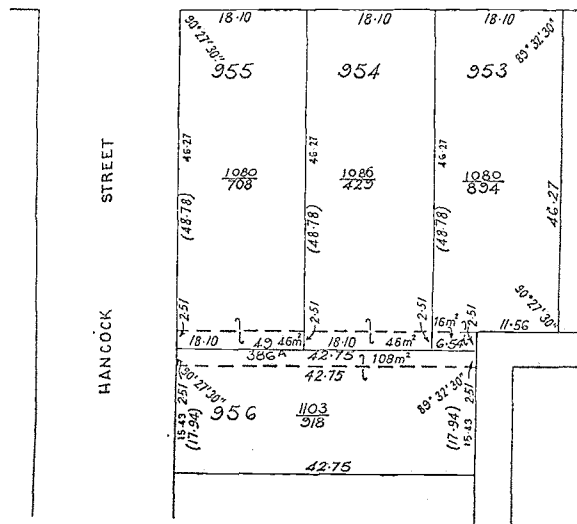 18·10 18·10
90°27'30" 89°32'30"
955 954 953
STREET
46·27 46·27 46·27 46·27
1080
708
1086
429
1080
894
(48·78) (48·78) (48·78)
90°27'30"
2·51 2·51 2·51 16m² 2·51 11·56
18·10 4.9 46m² 18·10 46m² 6·54
386A 42·75 108m²
42·75
HANCOCK
90°27'30" 89°32'30"
2·51 2·51
956
1103
918
15·43 15·43
(17·94) (17·94)
42·75